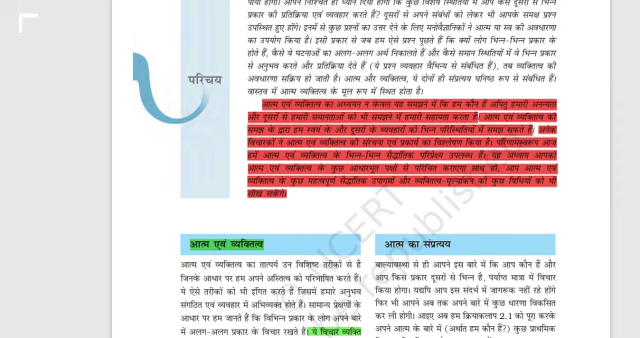 पाया होगा। आपने निश्चित ही ध्यान दिया होगा कि कुछ विशेष स्थितियों में आप कैसे दूसरों से भिन्न
प्रकार की प्रतिक्रिया एवं व्यवहार करते हैं? दूसरों से अपने संबंधों को लेकर भी आपके समक्ष प्रश्न
उपस्थित हुए होंगे। इनमें से कुछ प्रश्नों का उत्तर देने के लिए मनोवैज्ञानिकों ने आत्म या स्व की अवधारणा
का उपयोग किया है। इसी प्रकार से जब हम ऐसे प्रश्न पूछते हैं कि क्यों लोग भिन्न-भिन्न प्रकार के
होते हैं, कैसे वे घटनाओं का अलग-अलग अर्थ निकालते हैं और कैसे समान स्थितियों में वे भिन्न प्रकार
से अनुभव करते और प्रतिक्रिया देते हैं (ये प्रश्न व्यवहार वैभिन्य से संबंधित हैं), तब व्यक्तित्व की
अवधारणा सक्रिय हो जाती है। आत्म और व्यक्तित्व, ये दोनों ही संप्रत्यय घनिष्ठ रूप से संबंधित हैं।
वास्तव में आत्म व्यक्तित्व के मूल रूप में स्थित होता है।
परिचय
आत्म एवं व्यक्तित्व का अध्ययन न केवल यह समझने में कि हम कौन हैं अपितु हमारी अनन्यता
और दूसरों से हमारी समानताओं को भी समझने में हमारी सहायता करता है। आत्म एवं व्यक्तित्व की
समझ के द्वारा हम स्वयं के और दूसरों के व्यवहारों को भिन्न परिस्थितियों में समझ सकते हैं। अनेक
विचारकों ने आत्म एवं व्यक्तित्व की संरचना एवं प्रकार्य का विश्लेषण किया है। परिणामस्वरूप आज
हमें आत्म एवं व्यक्तित्व के भिन्न-भिन्न सैद्धांतिक परिप्रेक्ष्य उपलब्ध हैं। यह अध्याय आपको
आत्म एवं व्यक्तित्व के कुछ आधारभूत पक्षों से परिचित कराएगा साथ ही, आप आत्म एवं
व्यक्तित्व के कुछ महत्वपूर्ण सैद्धांतिक उपागमों और व्यक्तित्व-मूल्यांकन की कुछ विधियों को भी
सीख सकेंगे।
आत्म एवं व्यक्तित्व
आत्म एवं व्यक्तित्व का तात्पर्य उन विशिष्ट तरीकों से है
जिनके आधार पर हम अपने अस्तित्व को परिभाषित करते हैं।
ये ऐसे तरीकों को भी इंगित करते हैं जिसमें हमारे अनुभव
संगठित एवं व्यवहार में अभिव्यक्त होते हैं। सामान्य प्रेक्षणों के
आधार पर हम जानते हैं कि विभिन्न प्रकार के लोग अपने बारे
में अलग-अलग प्रकार के विचार रखते हैं। ये विचार व्यक्ति
आत्म का संप्रत्यय
बाल्यावस्था से ही आपने इस बारे में कि आप कौन हैं और
आप किस प्रकार दूसरों से भिन्न है, पर्याप्त मात्रा में विचार
किया होगा। यद्यपि आप इस संदर्भ में जागरूक नहीं रहे होंगे
फिर भी आपने अब तक अपने बारे में कुछ धारणा विकसित
कर ली होगी। आइए अब हम क्रियाकलाप 2.1 को पूरा करके
अपने आत्म के बारे में (अर्थात हम कौन हैं?) कुछ प्राथमिक